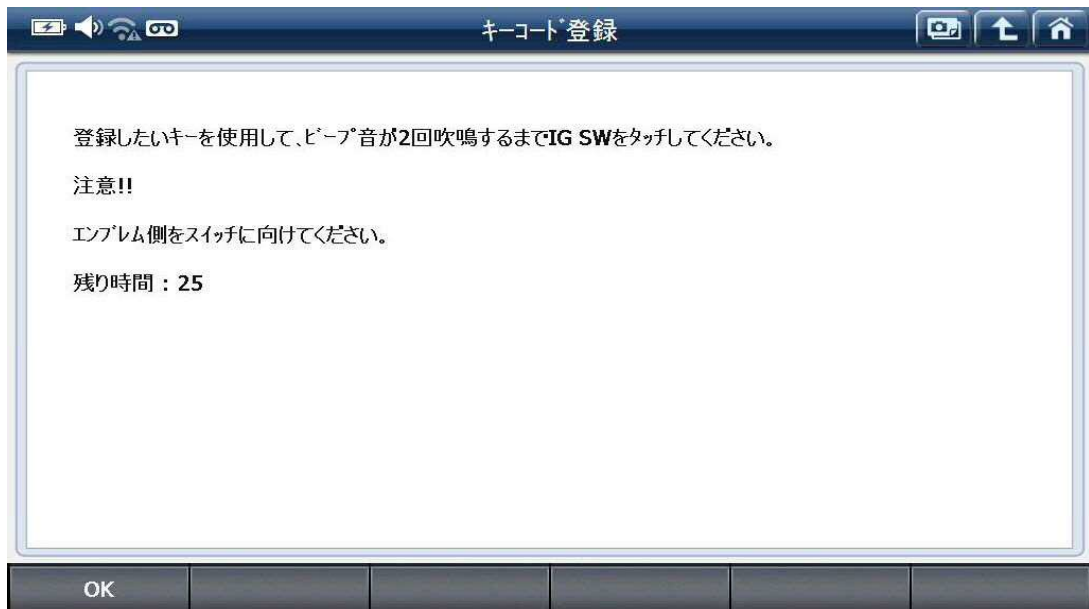 キーコード登録
登録したいキーを使用して、ビープ音が2回吹鳴するまでIG SWをタッチしてください。
注意!!
エンブレム側をスイッチに向けてください。
残り時間：25
OK